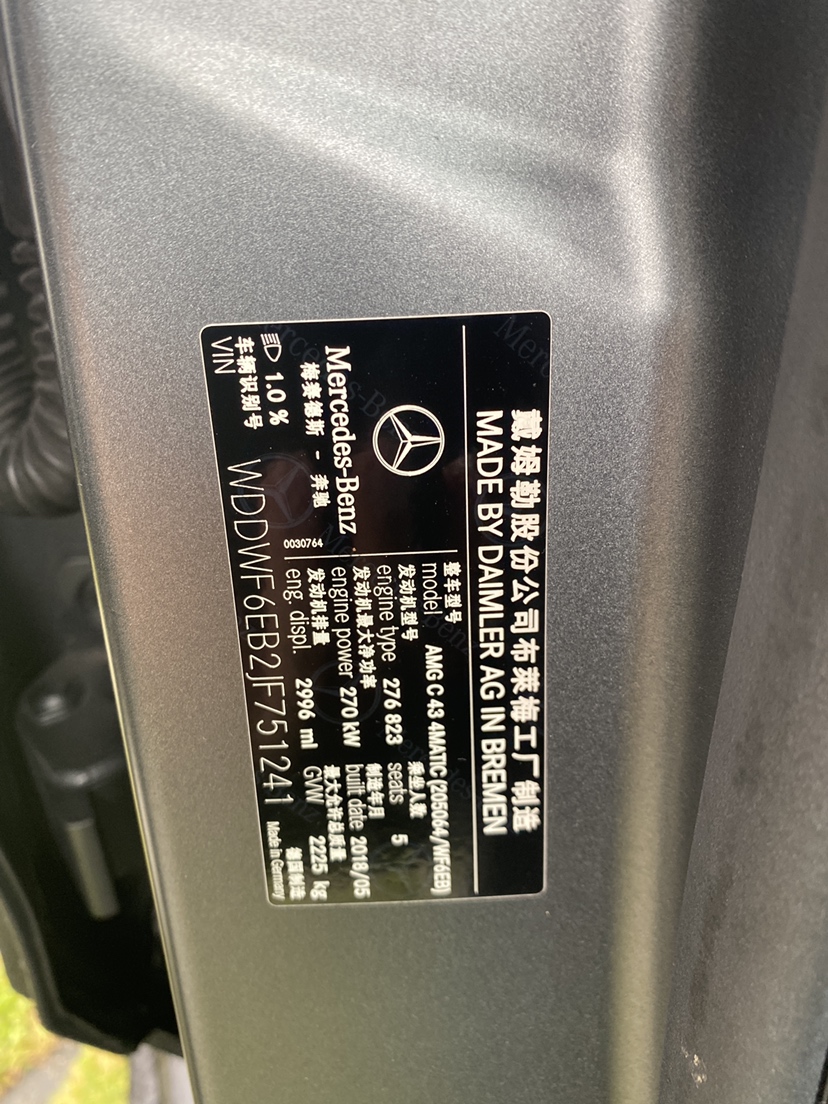 戴姆勒股份公司布莱梅工厂制造
MADE BY DAIMLER AG IN BREMEN
整车型号
model AMG C 43 4MATIC (205064/WF6EB)
发动机型号 乘坐人数
engine type 276 823 seats 5
发动机最大净功率 制造年月
engine power 270 kW built date 2018/05
发动机排量 最大允许总质量
eng. displ. 2996 ml GVW 2225 kg
Mercedes-Benz
梅赛德斯 - 奔驰
0030764
1.0 %
德国制造
Made in Germany
车辆识别号
VIN WDDWF6EB2JF751241